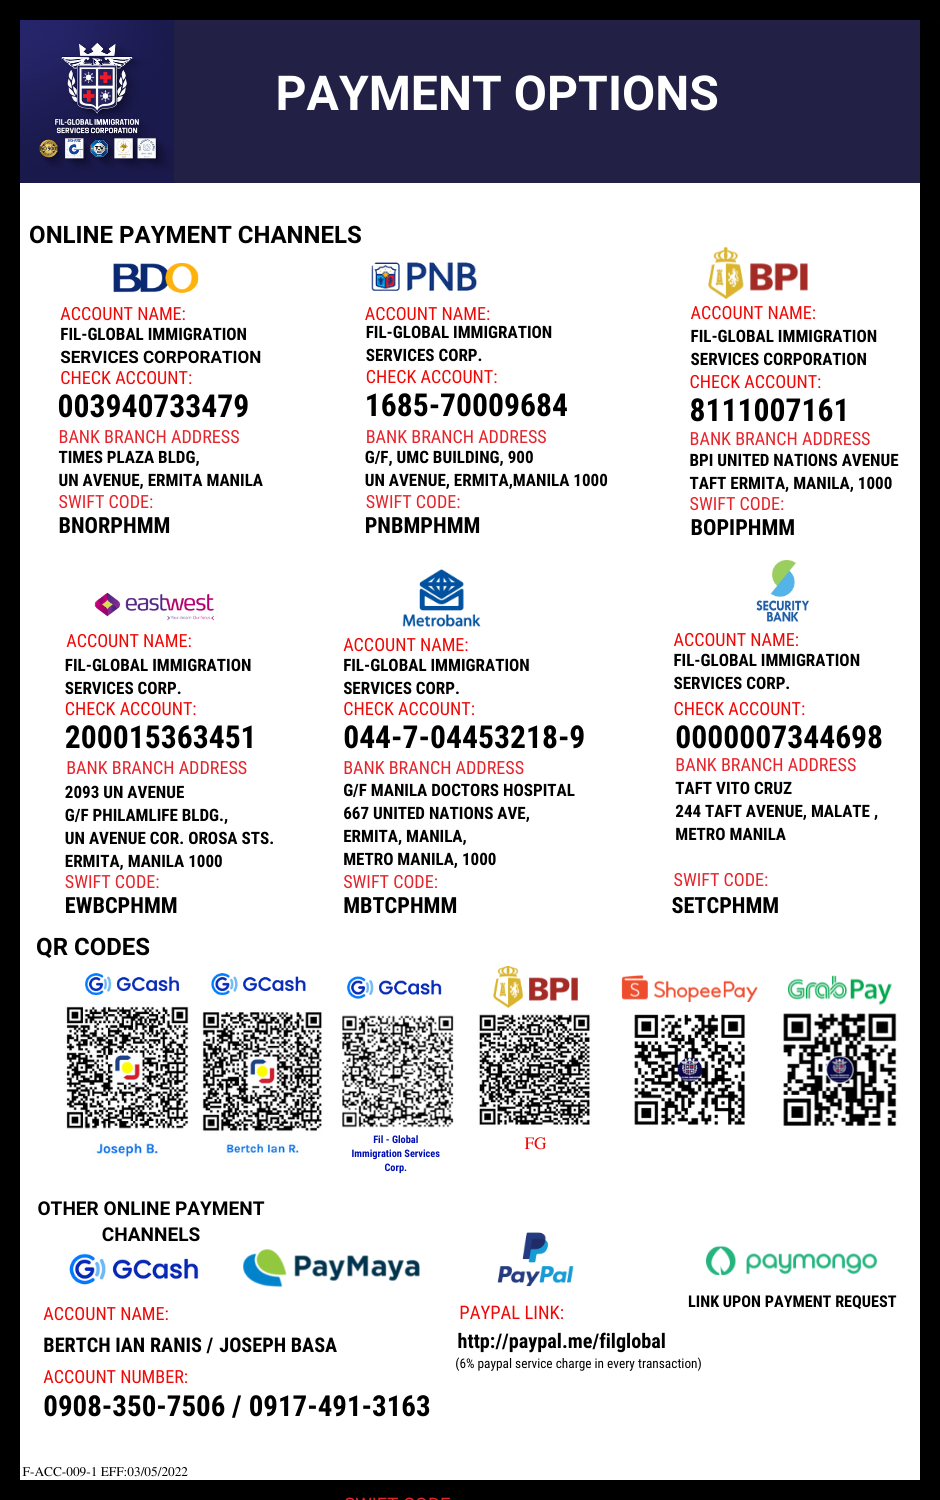 FIL-GLOBAL IMMIGRATION
SERVICES CORPORATION
PAYMENT OPTIONS
ONLINE PAYMENT CHANNELS
BDO
ACCOUNT NAME:
FIL-GLOBAL IMMIGRATION
SERVICES CORPORATION
CHECK ACCOUNT:
003940733479
BANK BRANCH ADDRESS
TIMES PLAZA BLDG,
UN AVENUE, ERMITA MANILA
SWIFT CODE:
BNORPHMM
PNB
ACCOUNT NAME:
FIL-GLOBAL IMMIGRATION
SERVICES CORP.
CHECK ACCOUNT:
1685-70009684
BANK BRANCH ADDRESS
G/F, UMC BUILDING, 900
UN AVENUE, ERMITA,MANILA 1000
SWIFT CODE:
PNBMPHMM
BPI
ACCOUNT NAME:
FIL-GLOBAL IMMIGRATION
SERVICES CORPORATION
CHECK ACCOUNT:
8111007161
BANK BRANCH ADDRESS
BPI UNITED NATIONS AVENUE
TAFT ERMITA, MANILA, 1000
SWIFT CODE:
BOPIPHMM
eastwest
ACCOUNT NAME:
FIL-GLOBAL IMMIGRATION
SERVICES CORP.
CHECK ACCOUNT:
200015363451
BANK BRANCH ADDRESS
2093 UN AVENUE
G/F PHILAMLIFE BLDG.,
UN AVENUE COR. OROSA STS.
ERMITA, MANILA 1000
SWIFT CODE:
EWBCPHMM
Metrobank
ACCOUNT NAME:
FIL-GLOBAL IMMIGRATION
SERVICES CORP.
CHECK ACCOUNT:
044-7-04453218-9
BANK BRANCH ADDRESS
G/F MANILA DOCTORS HOSPITAL
667 UNITED NATIONS AVE,
ERMITA, MANILA,
METRO MANILA, 1000
SWIFT CODE:
MBTCPHMM
SECURITY
BANK
ACCOUNT NAME:
FIL-GLOBAL IMMIGRATION
SERVICES CORP.
CHECK ACCOUNT:
0000007344698
BANK BRANCH ADDRESS
TAFT VITO CRUZ
244 TAFT AVENUE, MALATE ,
METRO MANILA
SWIFT CODE:
SETCPHMM
QR CODES
GCash
Joseph B.
GCash
Bertch Ian R.
GCash
Fil - Global
Immigration Services
Corp.
BPI
FG
ShopeePay
GrabPay
OTHER ONLINE PAYMENT
CHANNELS
GCash
PayMaya
ACCOUNT NAME:
BERTCH IAN RANIS / JOSEPH BASA
ACCOUNT NUMBER:
0908-350-7506 / 0917-491-3163
PayPal
PAYPAL LINK:
http://paypal.me/filglobal
(6% paypal service charge in every transaction)
paymongo
LINK UPON PAYMENT REQUEST
F-ACC-009-1 EFF:03/05/2022